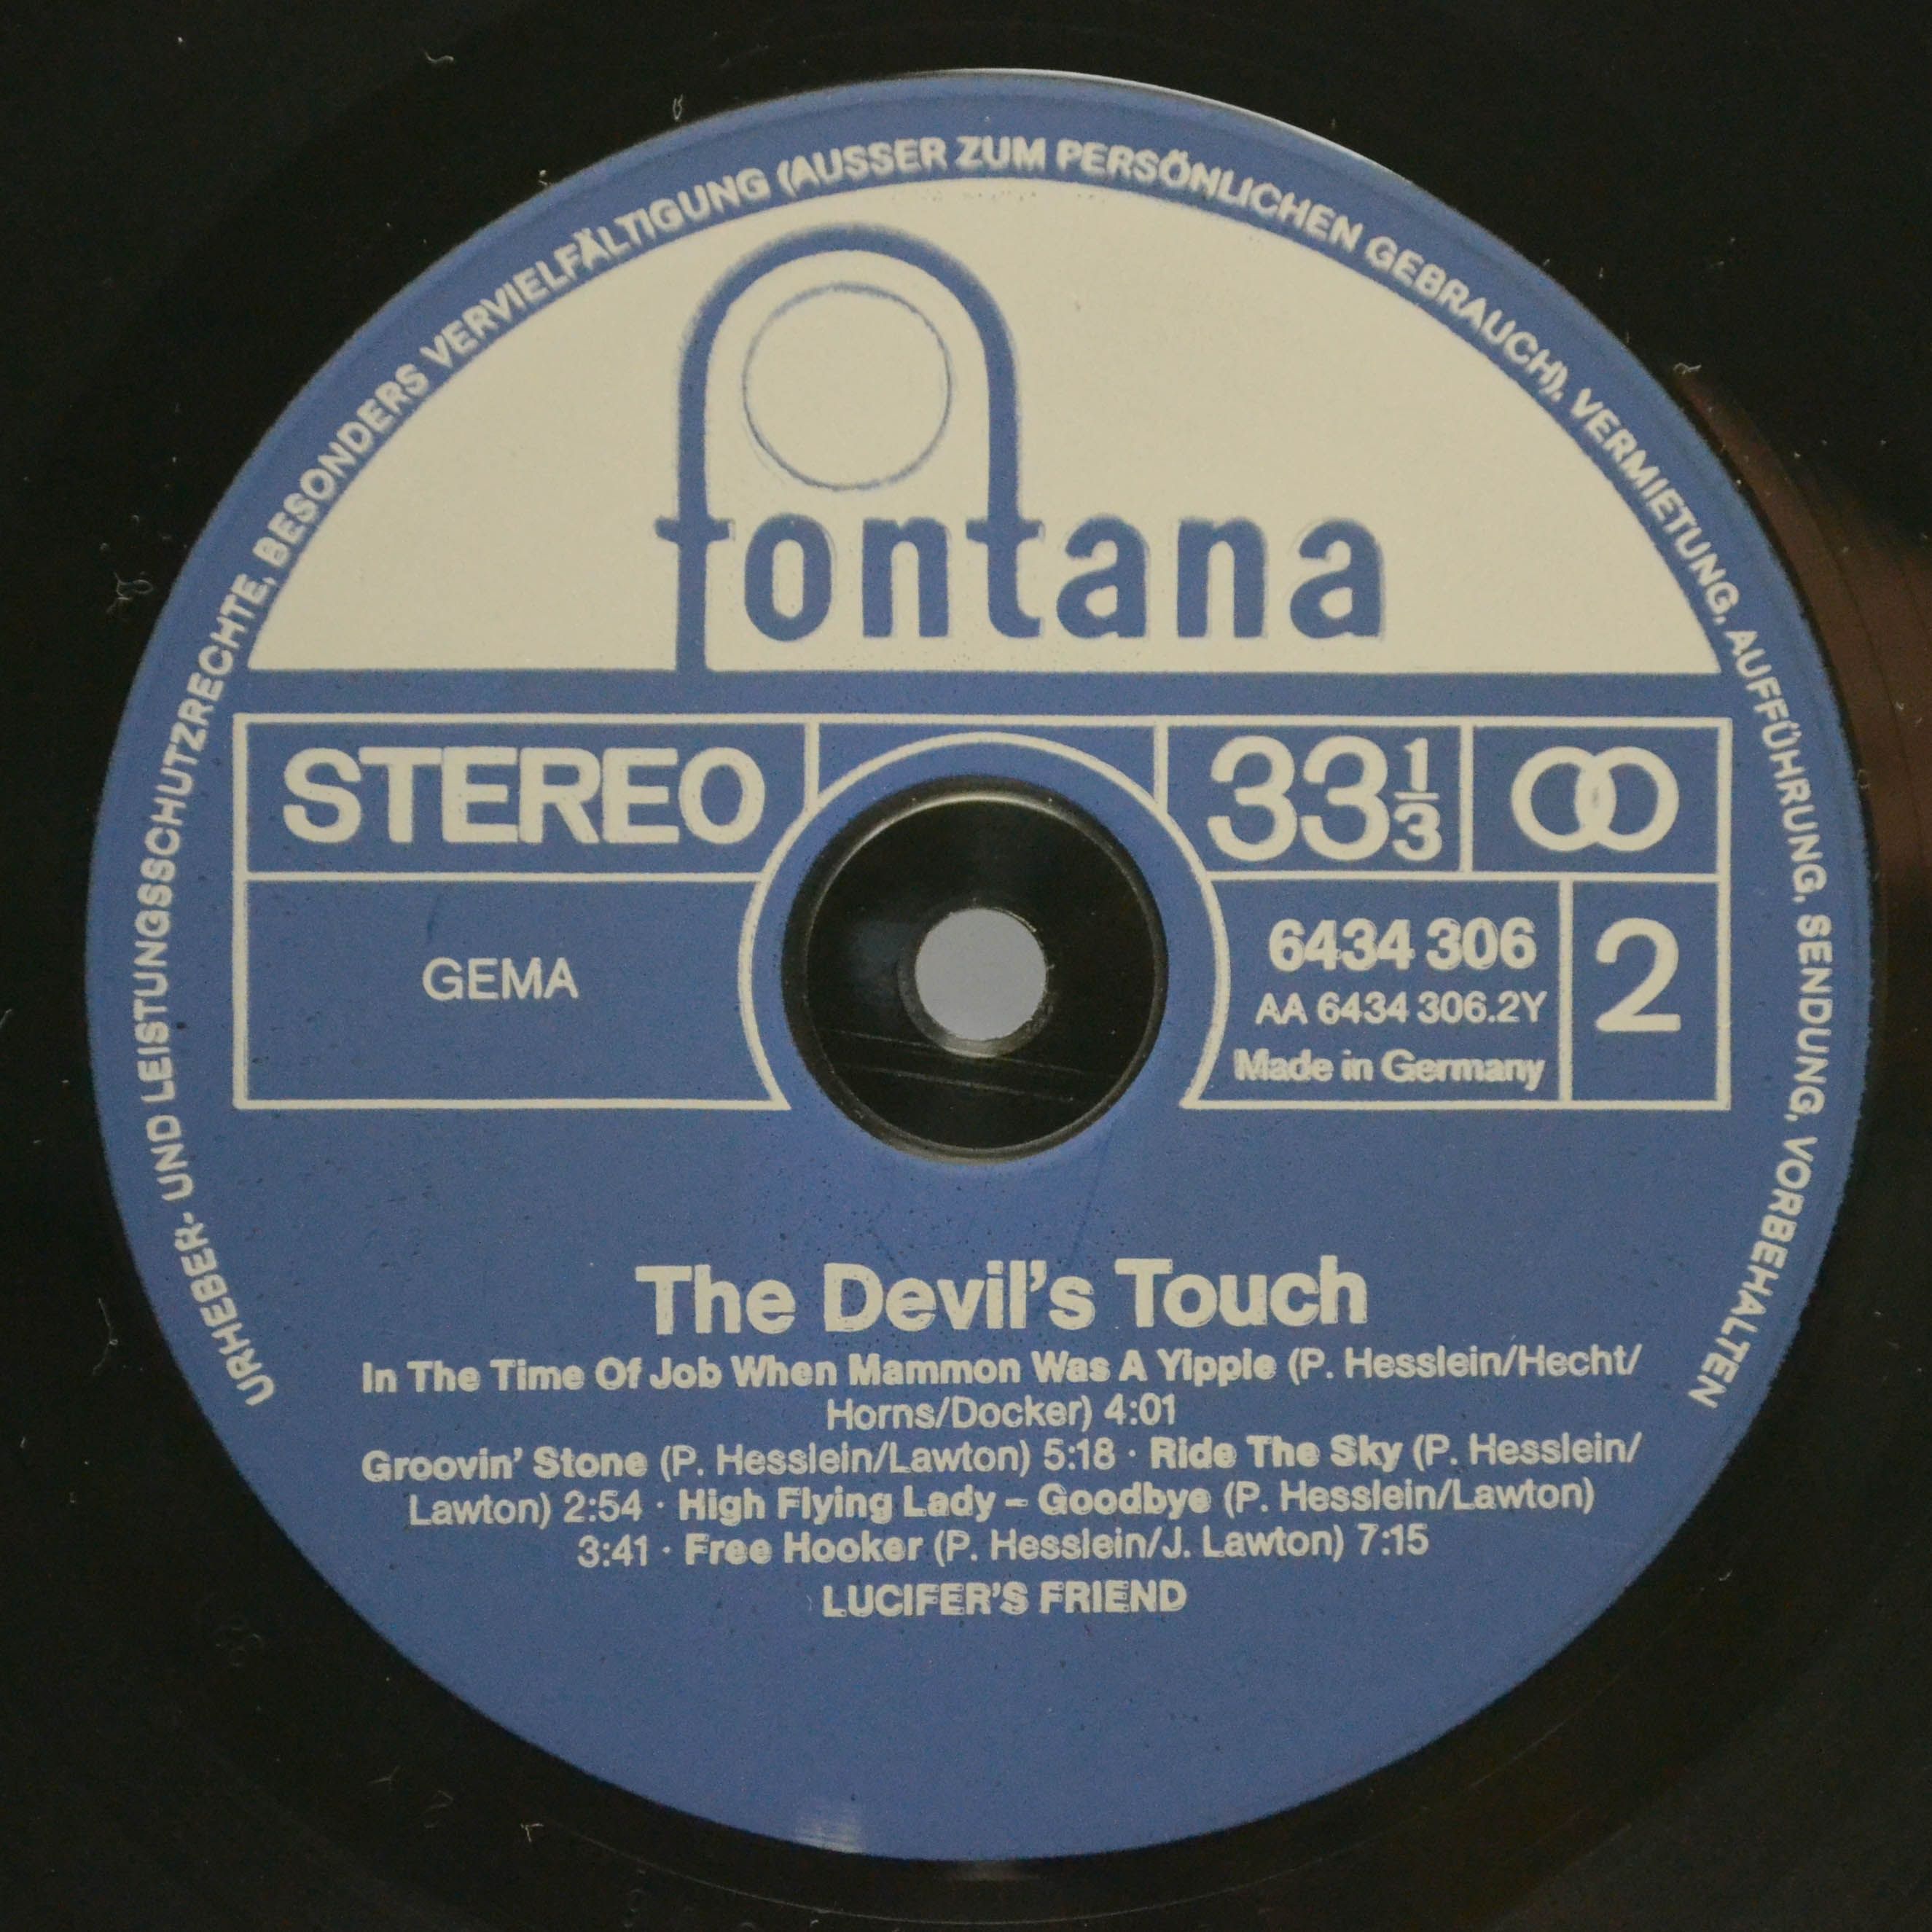 URHEBER- UND LEISTUNGSSCHUTZRECHTE, BESONDERS VERVIELFÄLTIGUNG (AUSSER ZUM PERSÖNLICHEN GEBRAUCH), VERMIETUNG, AUFFÜHRUNG, SENDUNG, VORBEHALTEN
fontana
STEREO
33 1/3
GEMA
6434 306
AA 6434 306.2Y
Made in Germany
2
The Devil's Touch
In The Time Of Job When Mammon Was A Yippie (P. Hesslein/Hecht/
Horns/Docker) 4:01
Groovin' Stone (P. Hesslein/Lawton) 5:18 · Ride The Sky (P. Hesslein/
Lawton) 2:54 · High Flying Lady – Goodbye (P. Hesslein/Lawton)
3:41 · Free Hooker (P. Hesslein/J. Lawton) 7:15
LUCIFER'S FRIEND